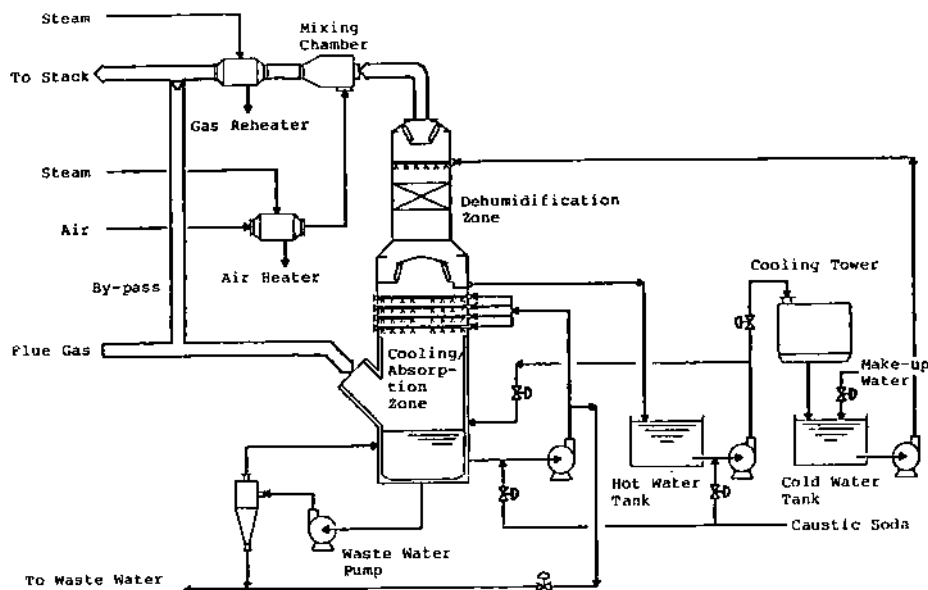 Steam
Mixing
Chamber
To Stack
Gas Reheater
Steam
Dehumidification
Zone
Air
Air Heater
Cooling Tower
By-pass
Flue Gas
Cooling/
Absorp-
tion
Zone
Make-up
Water
Hot Water
Tank
Cold Water
Tank
Caustic Soda
Waste Water
Pump
To Waste Water